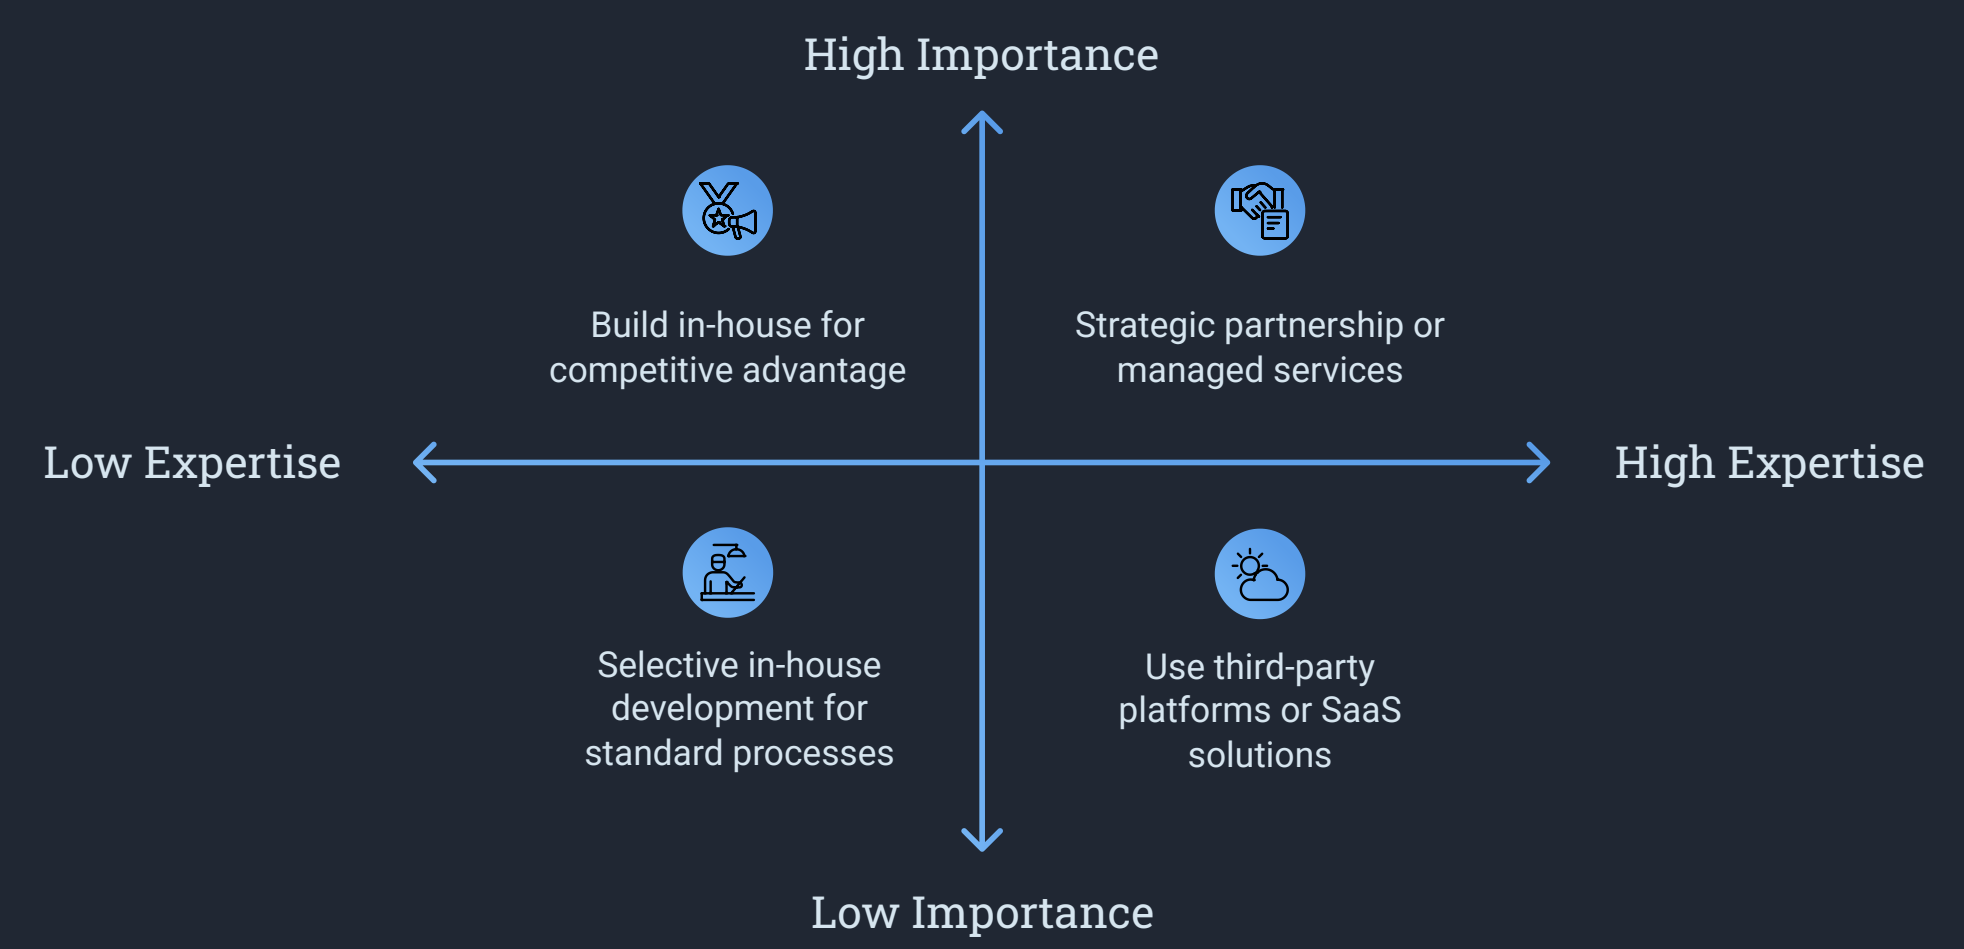 High Importance
Build in-house for
competitive advantage
Strategic partnership or
managed services
Low Expertise
High Expertise
Selective in-house
development for
standard processes
Use third-party
platforms or SaaS
solutions
Low Importance